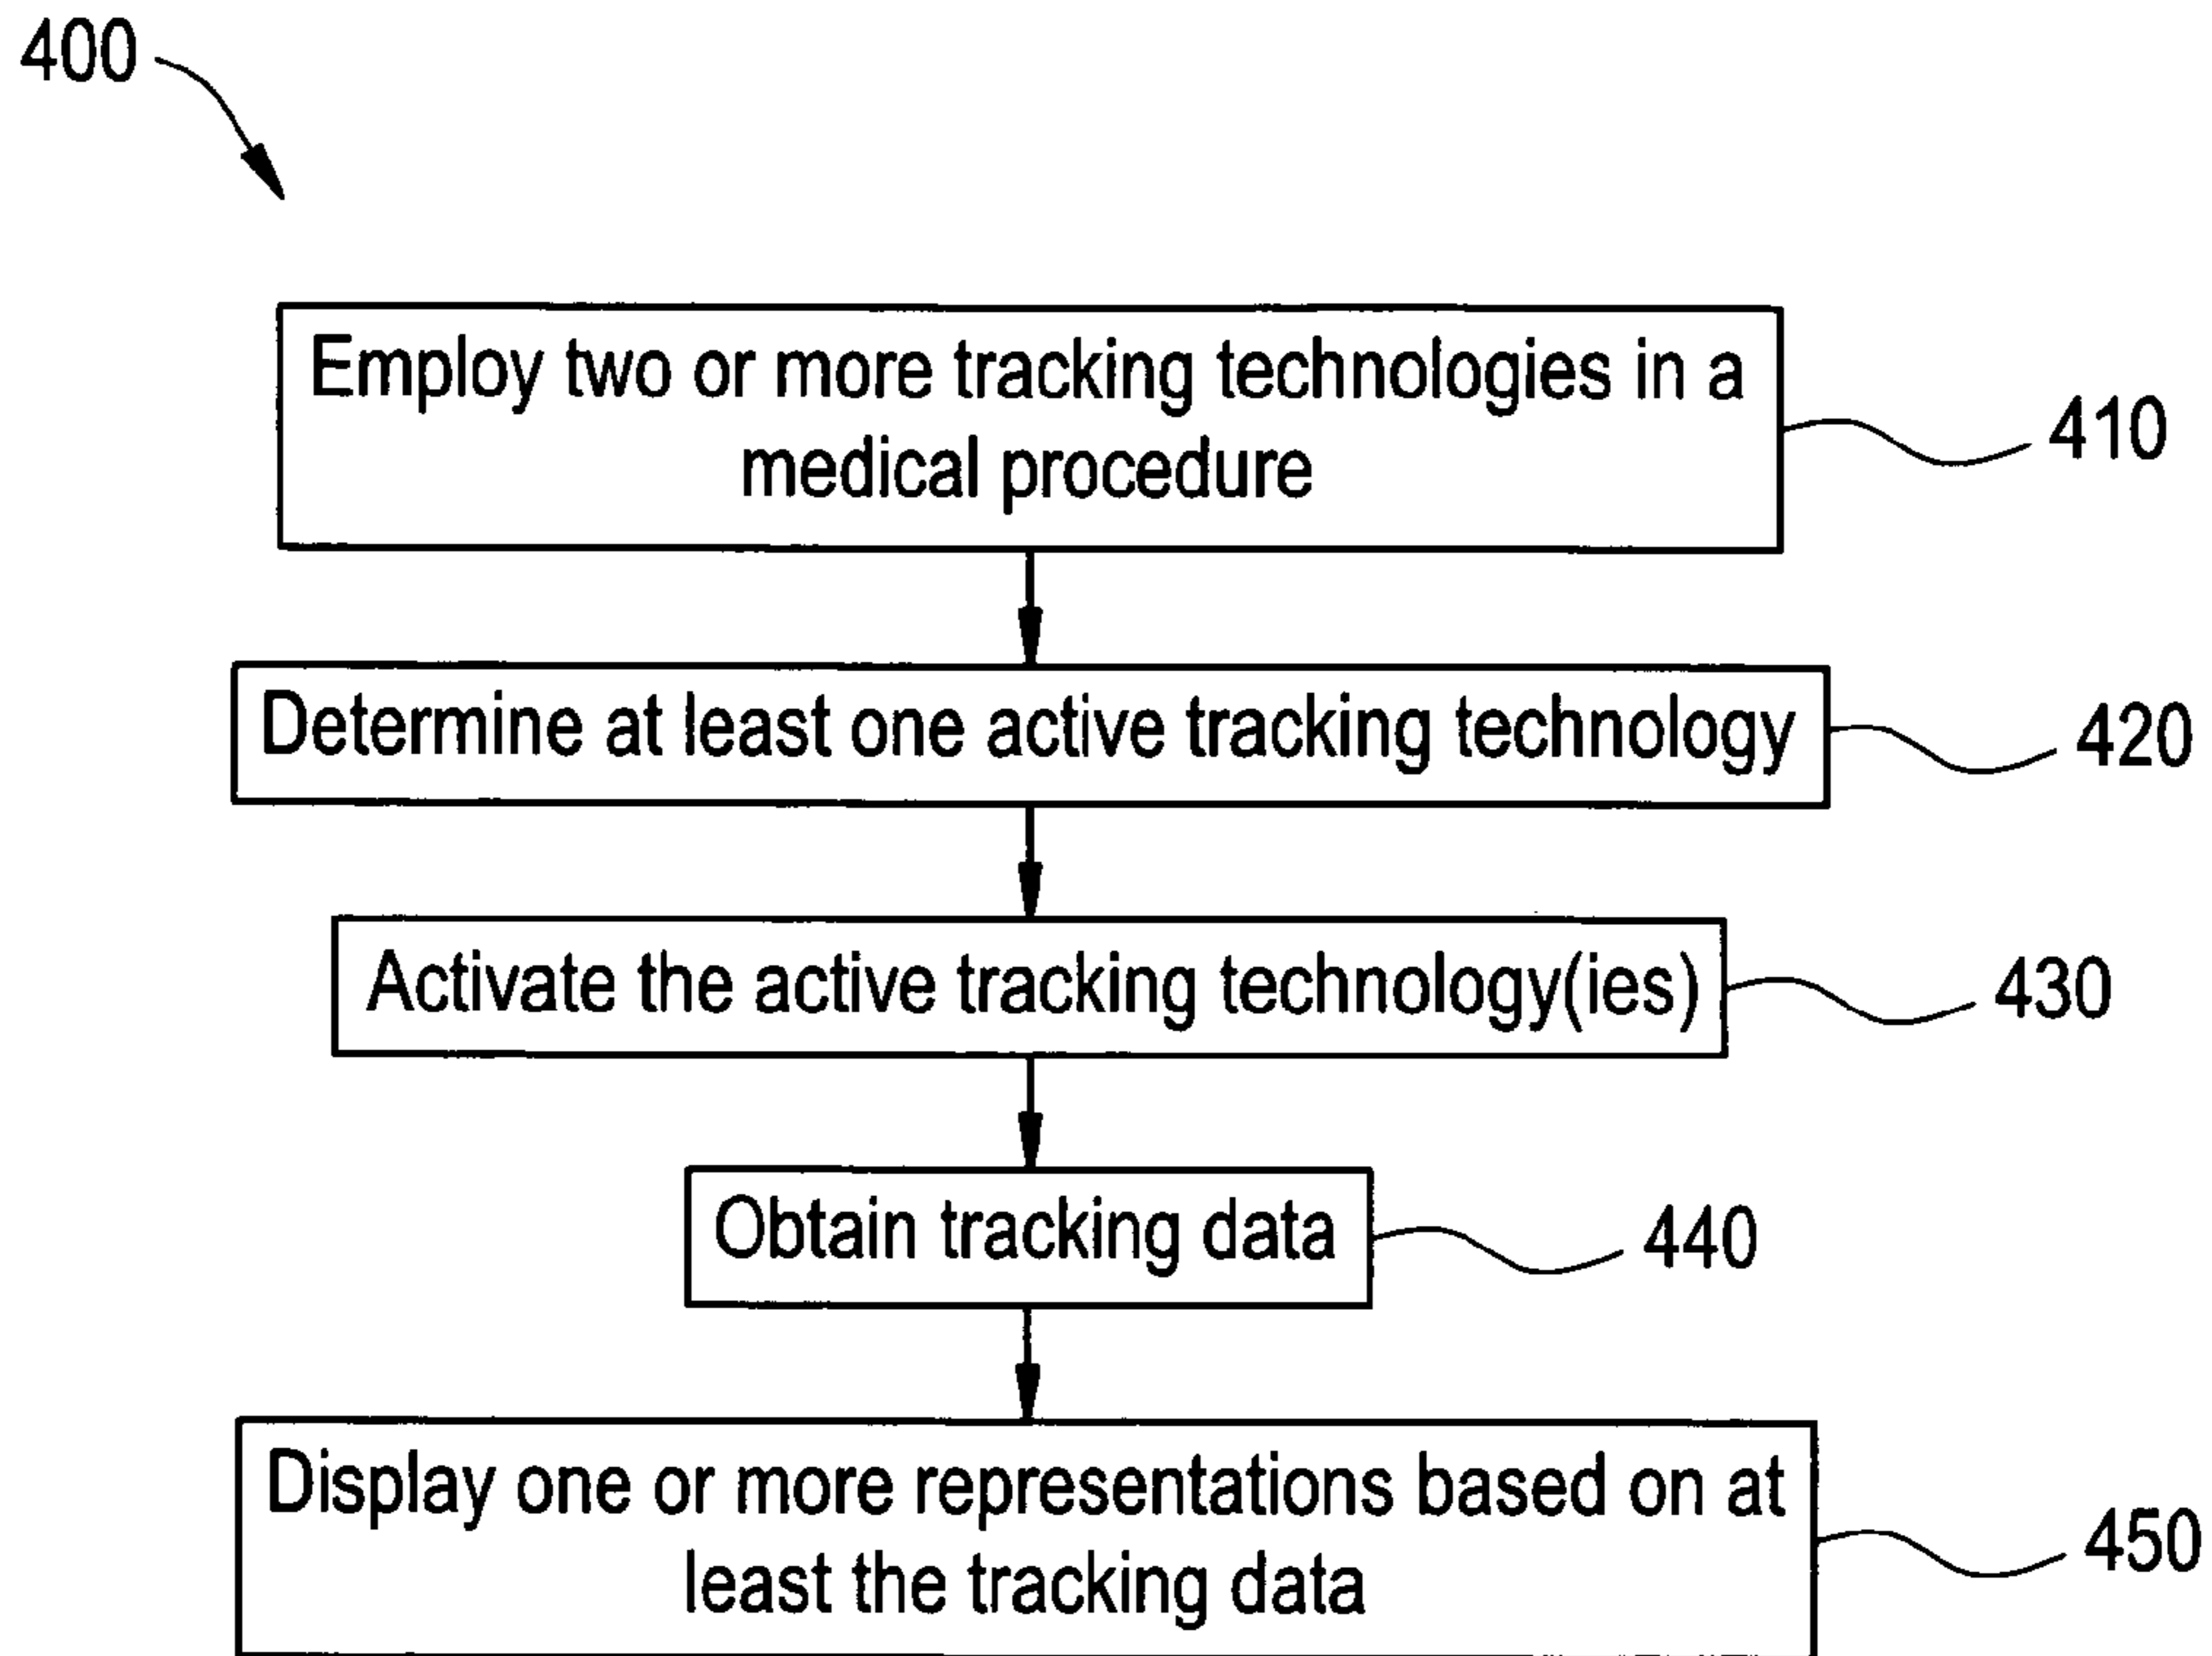 400
Employ two or more tracking technologies in a
medical procedure
410
Determine at least one active tracking technology
420
Activate the active tracking technology(ies)
430
Obtain tracking data
440
Display one or more representations based on at
least the tracking data
450